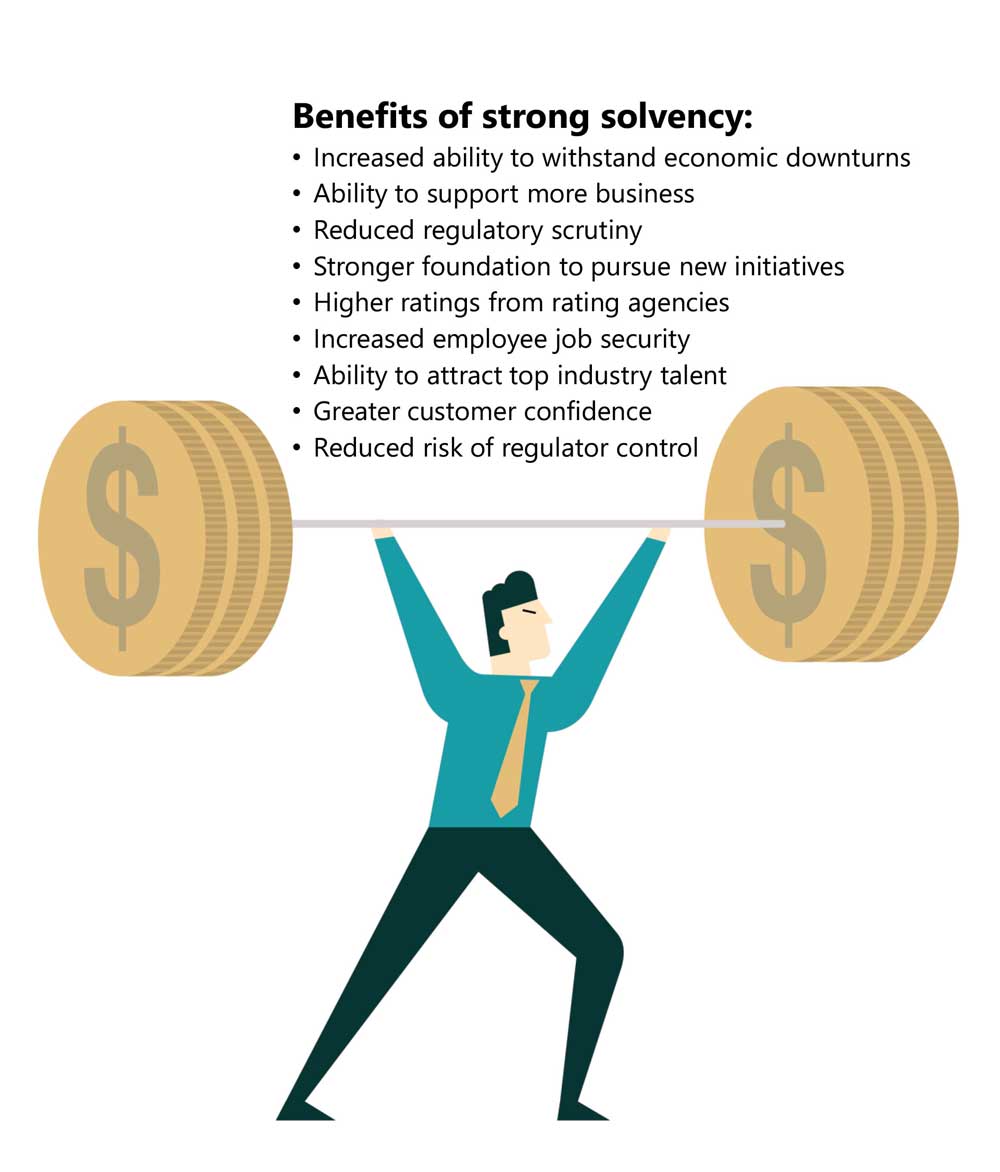 Benefits of strong solvency:
• Increased ability to withstand economic downturns
• Ability to support more business
• Reduced regulatory scrutiny
• Stronger foundation to pursue new initiatives
• Higher ratings from rating agencies
• Increased employee job security
• Ability to attract top industry talent
• Greater customer confidence
• Reduced risk of regulator control
$
$